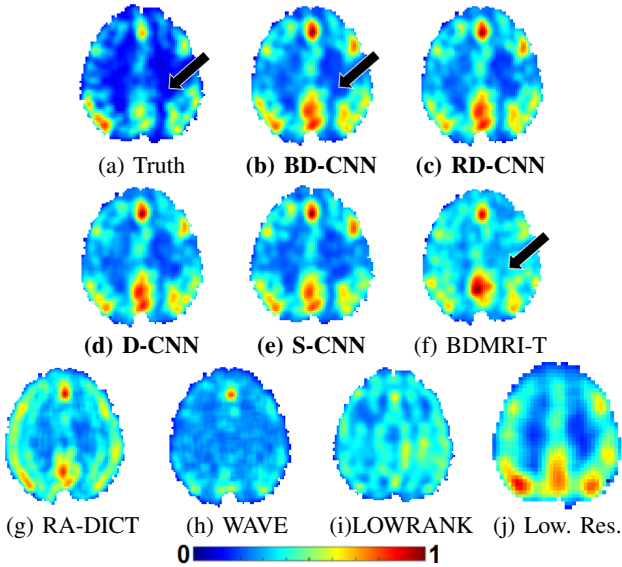 (a) Truth (b) BD-CNN (c) RD-CNN
(d) D-CNN (e) S-CNN (f) BDMRI-T
(g) RA-DICT (h) WAVE (i)LOWRANK (j) Low. Res.
0 1